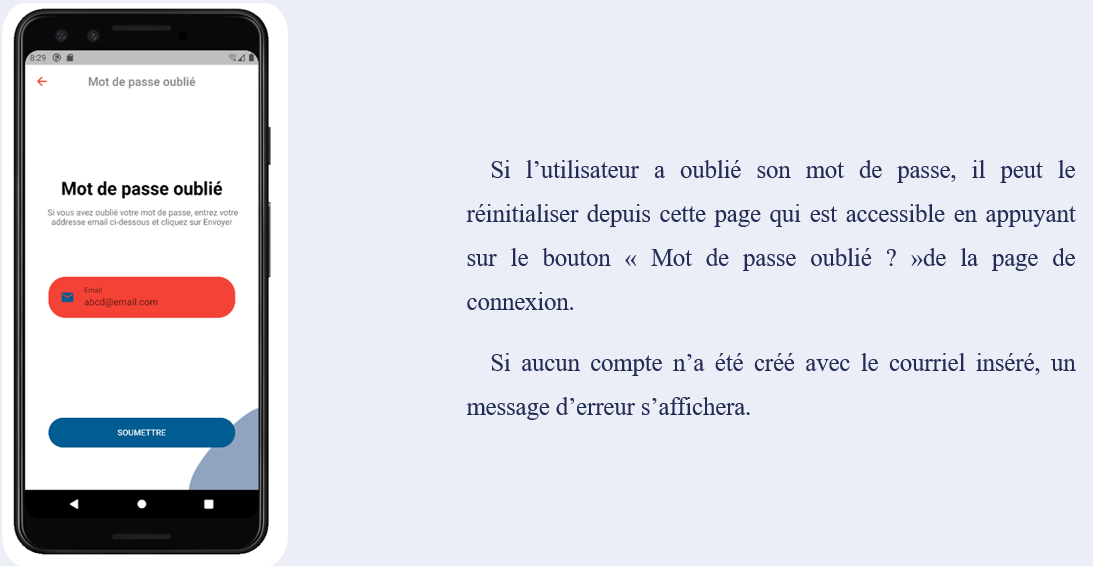 8:29
Mot de passe oublié
Mot de passe oublié
Si vous avez oublié votre mot de passe, entrez votre
addresse email ci-dessous et cliquez sur Envoyer
Email
abcd@email.com
SOUMETTRE
Si l’utilisateur a oublié son mot de passe, il peut le
réinitialiser depuis cette page qui est accessible en appuyant
sur le bouton « Mot de passe oublié ? »de la page de
connexion.
Si aucun compte n’a été créé avec le courriel inséré, un
message d’erreur s’affichera.